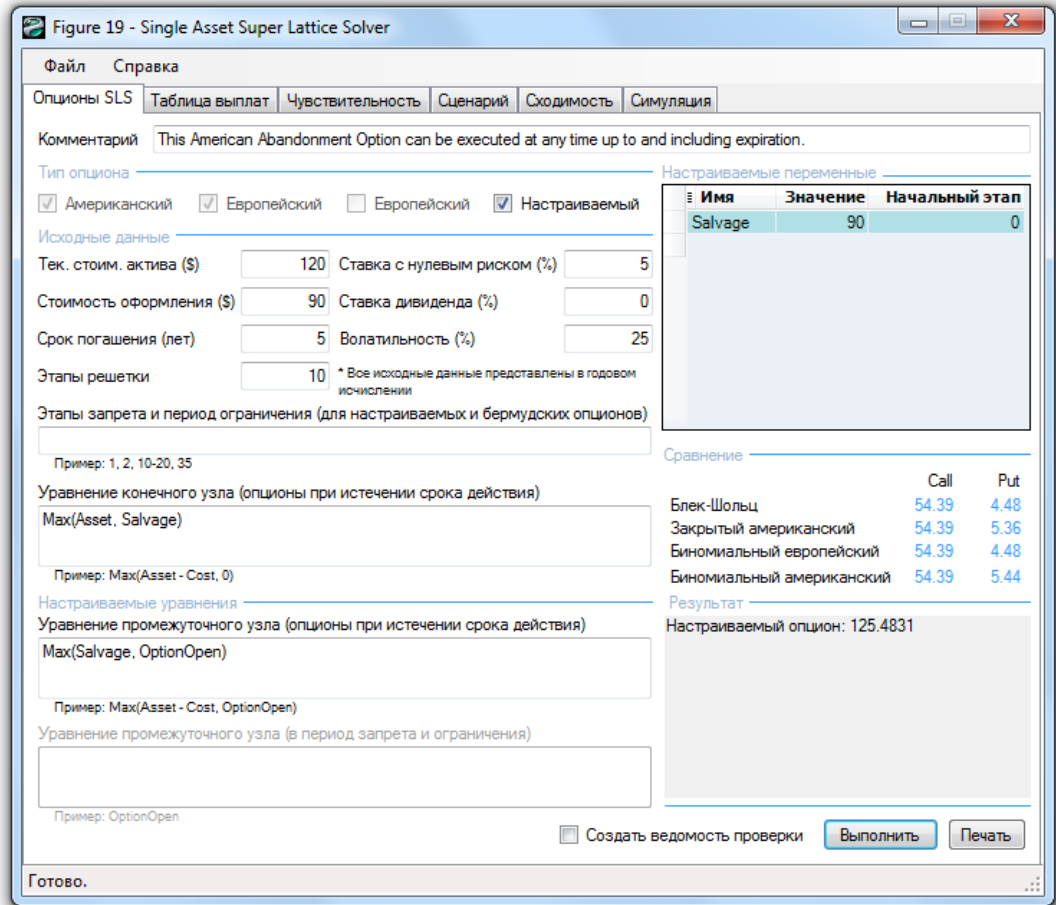 Figure 19 - Single Asset Super Lattice Solver
Файл Справка
Опционы SLS Таблица выплат Чувствительность Сценарий Сходимость Симуляция
Комментарий This American Abandonment Option can be executed at any time up to and including expiration.
Тип опциона
Американский Европейский Европейский Настраиваемый
Исходные данные
Тек. стоим. актива ($) 120 Ставка с нулевым риском (%) 5
Стоимость оформления ($) 90 Ставка дивиденда (%) 0
Срок погашения (лет) 5 Волатильность (%) 25
Этапы решетки 10 * Все исходные данные представлены в годовом
исчислении
Этапы запрета и период ограничения (для настраиваемых и бермудских опционов)
Пример: 1, 2, 10-20, 35
Уравнение конечного узла (опционы при истечении срока действия)
Max(Asset, Salvage)
Пример: Max(Asset - Cost, 0)
Настраиваемые уравнения
Уравнение промежуточного узла (опционы при истечении срока действия)
Max(Salvage, OptionOpen)
Пример: Max(Asset - Cost, OptionOpen)
Уравнение промежуточного узла (в период запрета и ограничения)
Пример: OptionOpen
Настраиваемые переменные
Имя Значение Начальный этап
Salvage 90 0
Сравнение
Call Put
Блек-Шольц 54.39 4.48
Закрытый американский 54.39 5.36
Биномиальный европейский 54.39 4.48
Биномиальный американский 54.39 5.44
Результат
Настраиваемый опцион: 125.4831
Создать ведомость проверки Выполнить Печать
Готово.